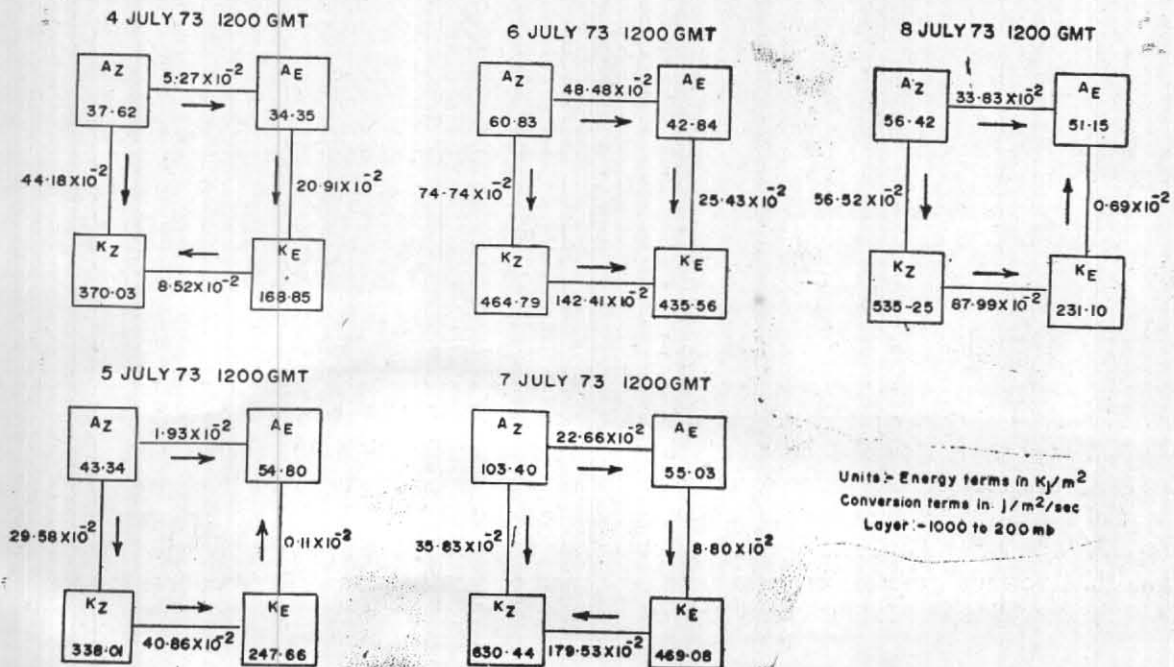 4 JULY 73 1200 GMT
AZ
5.27X10-2
AE
37.62
34.35
44.18X10-2
20.91X10-2
KZ
KE
370.03
8.52X10-2
168.85
6 JULY 73 1200 GMT
AZ
48.48X10-2
AE
60.83
42.84
74.74X10-2
25.43X10-2
KZ
KE
464.79
142.41X10-2
435.56
8 JULY 73 1200 GMT
AZ
33.83X10-2
AE
56.42
51.15
56.52X10-2
0.69X10-2
KZ
KE
535.25
87.99X10-2
231.10
5 JULY 73 1200 GMT
AZ
1.93X10-2
AE
43.34
54.80
29.58X10-2
0.11X10-2
KZ
KE
338.01
40.86X10-2
247.66
7 JULY 73 1200 GMT
AZ
22.66X10-2
AE
103.40
55.03
35.83X10-2
8.80X10-2
KZ
KE
630.44
179.53X10-2
469.08
Units:- Energy terms in Kj/m2
Conversion terms in j/m2/sec
Layer:-1000 to 200 mb